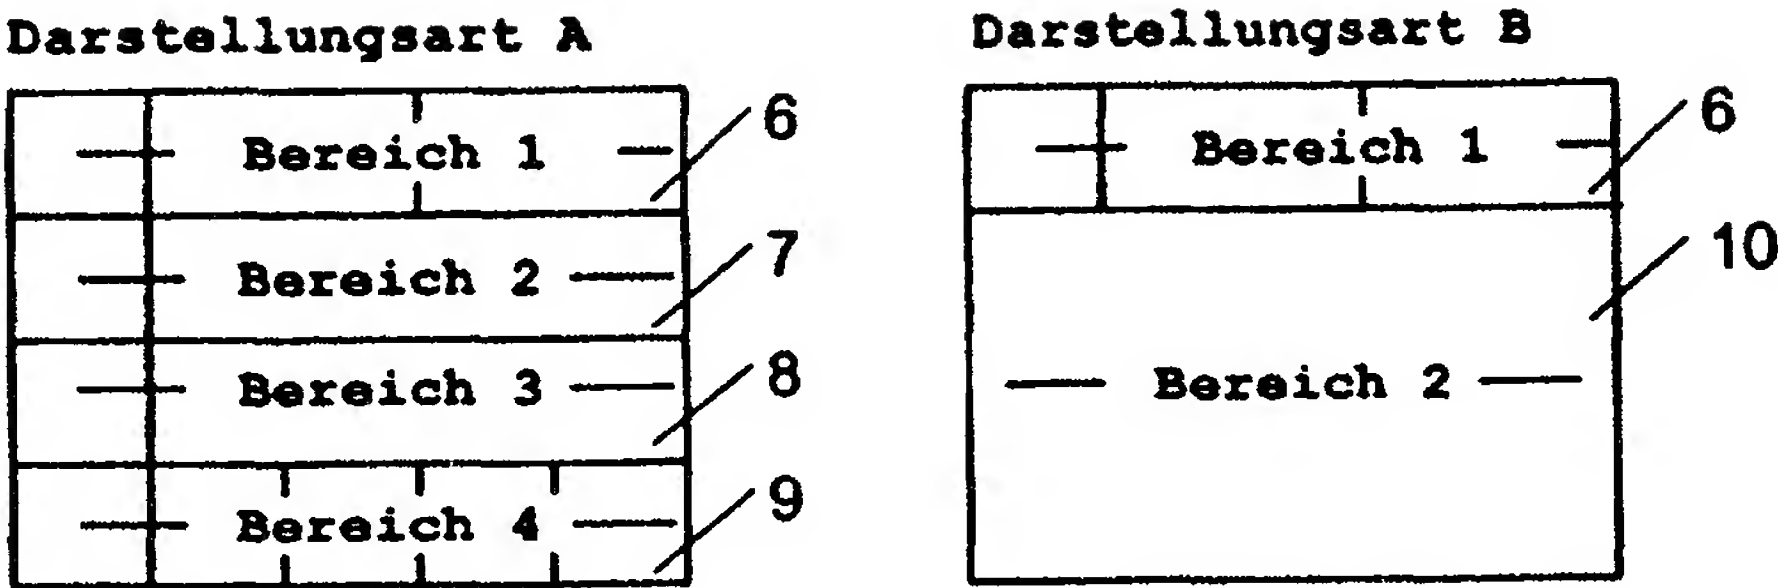 Darstellungsart A
Bereich 1
6
Bereich 2
7
Bereich 3
8
Bereich 4
9
Darstellungsart B
Bereich 1
6
10
Bereich 2